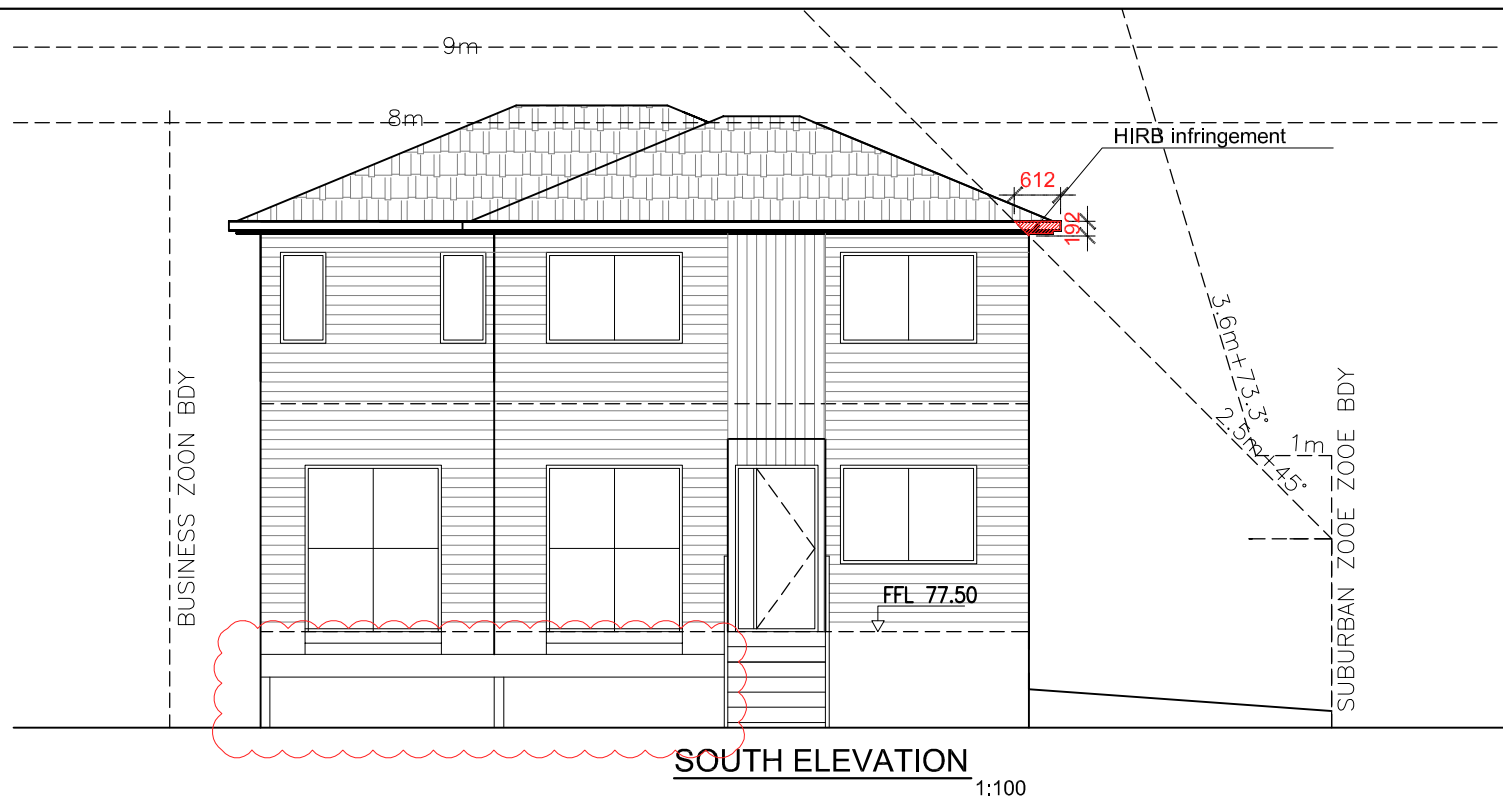 9m
8m
HIRB infringement
612
192
3.6m+73.3°
2.5m+45°
1m
BUSINESS ZOON BDY
SUBURBAN ZOOE ZOOE BDY
FFL 77.50
SOUTH ELEVATION
1:100